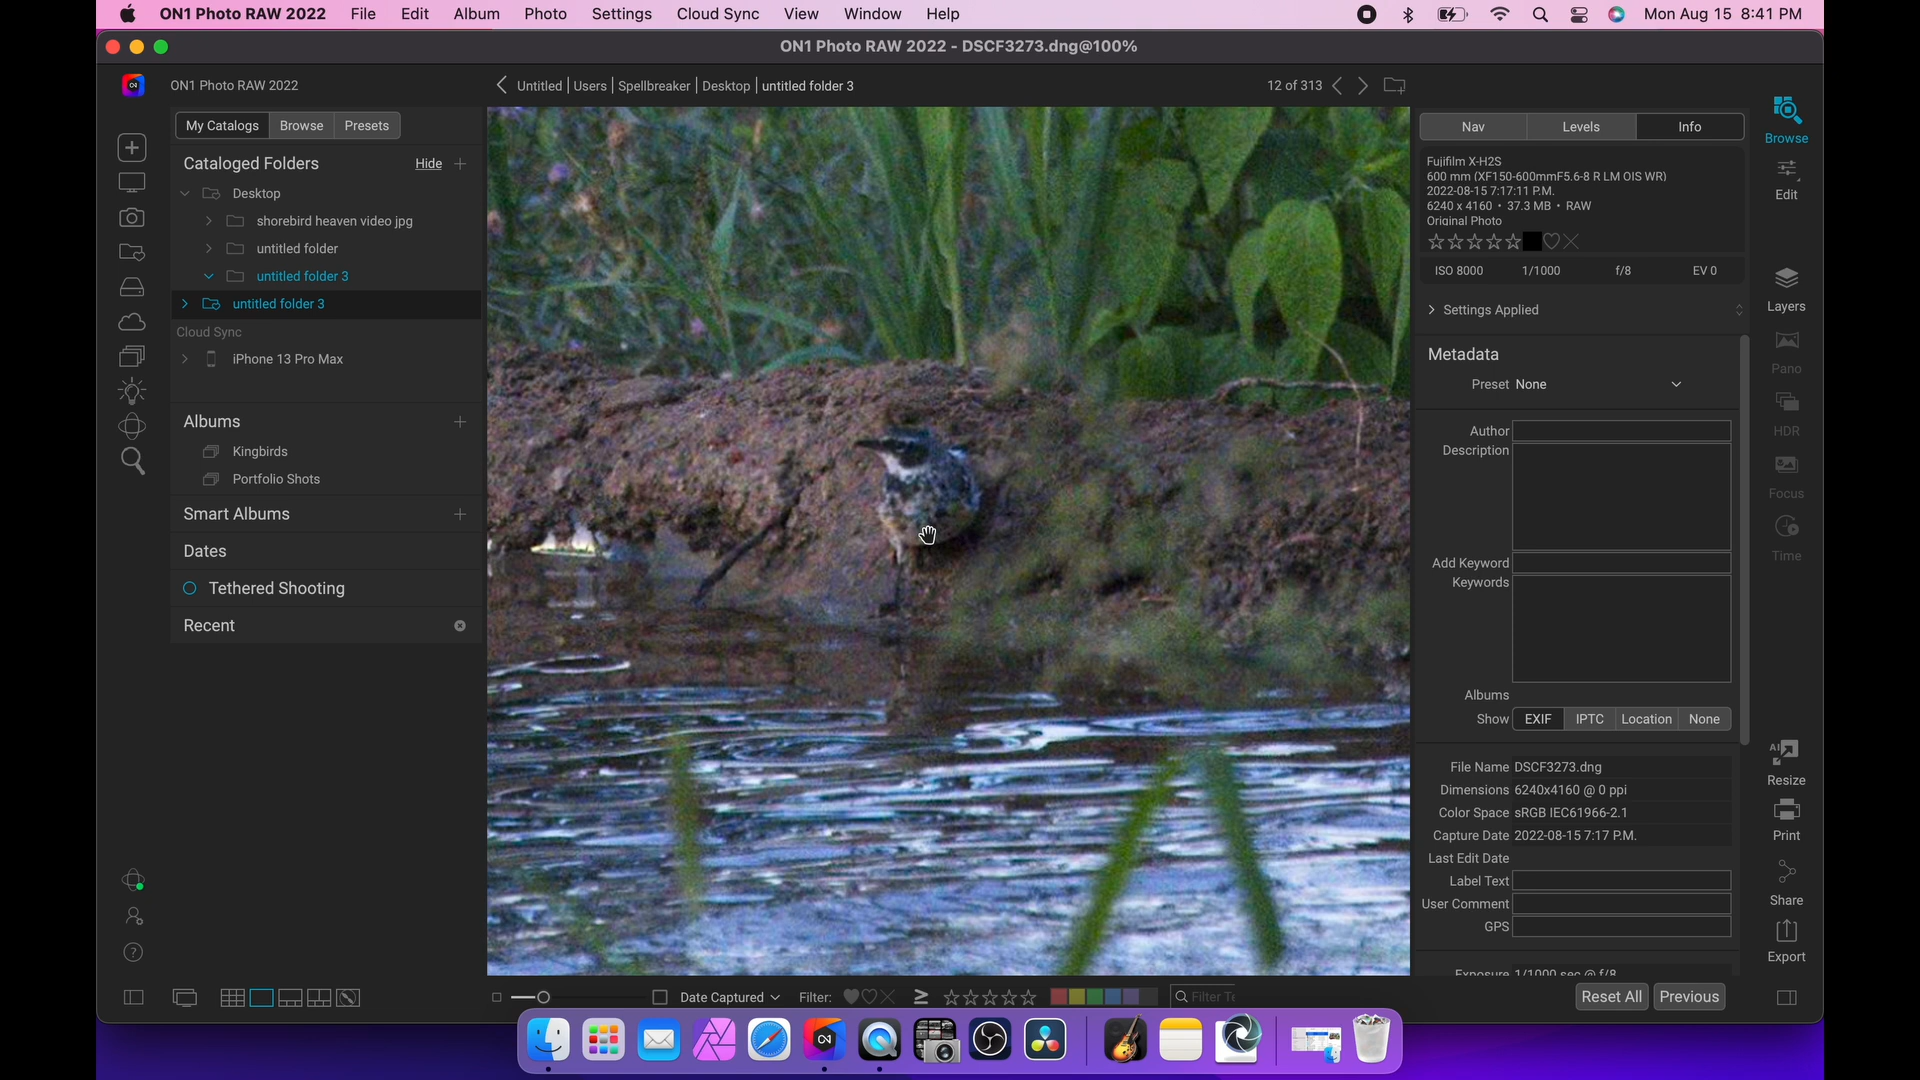 ON1 Photo RAW 2022 File Edit Album Photo Settings Cloud Sync View Window Help Mon Aug 15 8:41 PM
ON1 Photo RAW 2022 - DSCF3273.dng@100%
ON1 Photo RAW 2022
Untitled Users Spellbreaker Desktop untitled folder 3
12 of 313
My Catalogs Browse Presets
Cataloged Folders Hide
Desktop
shorebird heaven video jpg
untitled folder
untitled folder 3
untitled folder 3
Cloud Sync
iPhone 13 Pro Max
Albums
Kingbirds
Portfolio Shots
Smart Albums
Dates
Tethered Shooting
Recent
Nav Levels Info
Fujifilm X-H2S
600 mm (XF150-600mmF5.6-8 R LM OIS WR)
2022-08-15 7:17:11 P.M.
6240 x 4160 • 37.3 MB • RAW
Original Photo
ISO 8000 1/1000 f/8 EV 0
Settings Applied
Metadata
Preset None
Author
Description
Add Keyword
Keywords
Albums
Show EXIF IPTC Location None
File Name DSCF3273.dng
Dimensions 6240x4160 @ 0 ppi
Color Space sRGB IEC61966-2.1
Capture Date 2022-08-15 7:17 P.M.
Last Edit Date
Label Text
User Comment
GPS
Exposure 1/1000 sec @ f/8
Reset All Previous
Browse
Edit
Layers
Pano
HDR
Focus
Time
AI
Resize
Print
Share
Export
Date Captured Filter: Filter Te